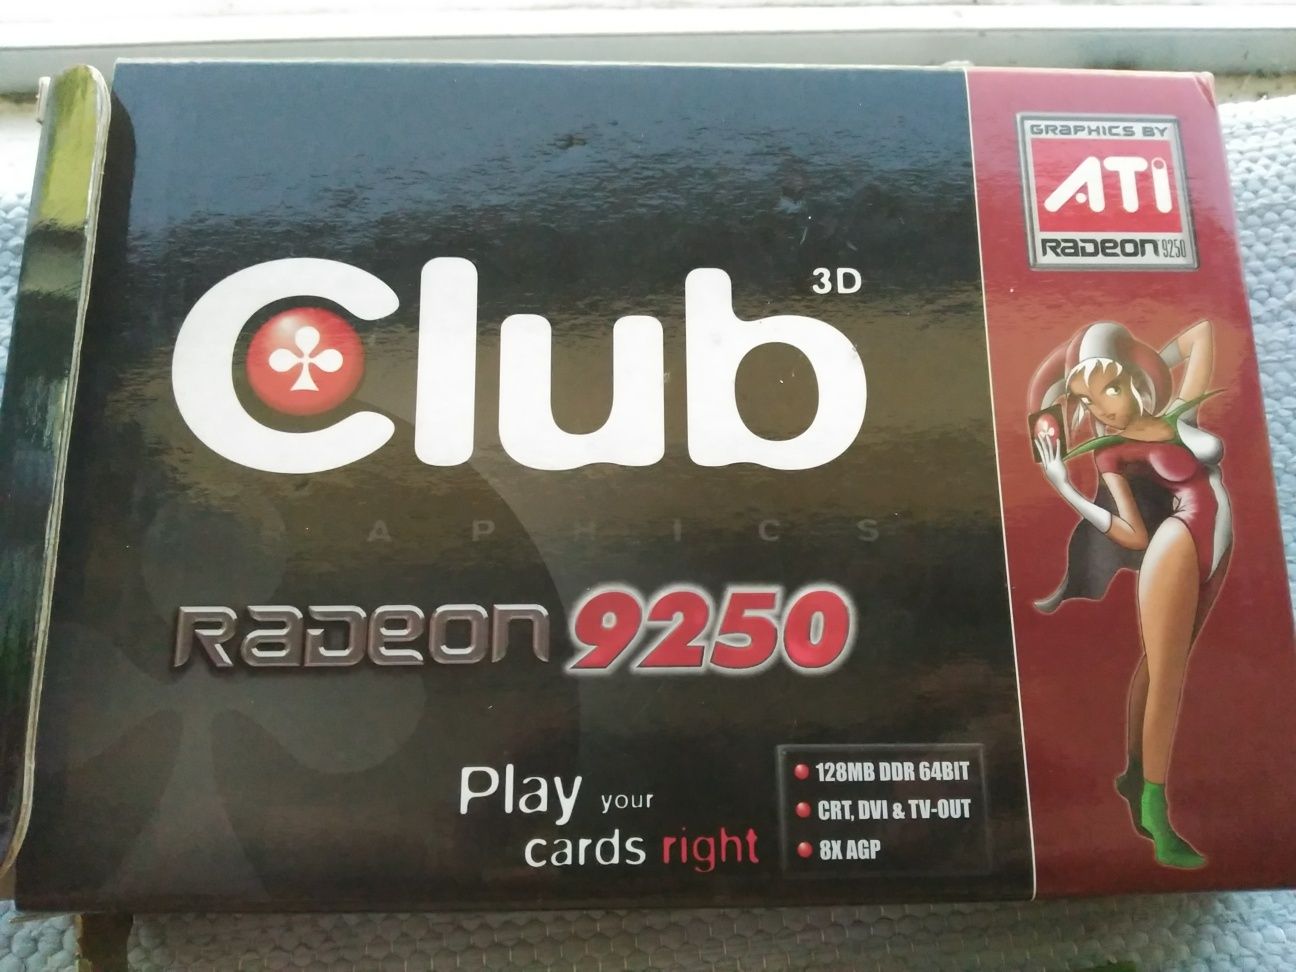 GRAPHICS BY
ATI
RADEON 9250
Club 3D
APHICS
RADEON 9250
Play your
cards right
128MB DDR 64BIT
CRT, DVI & TV-OUT
8X AGP